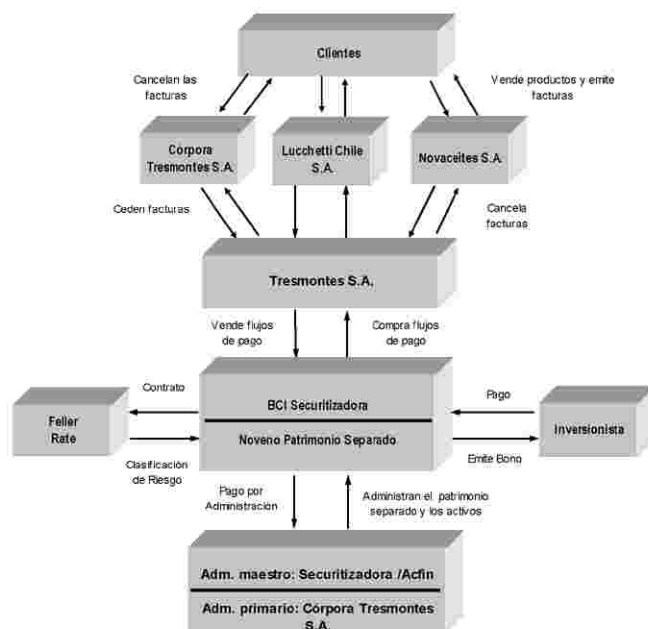 Clientes
Cancelan las
facturas
Vende productos y emite
facturas
Córpora
Tresmontes S.A.
Lucchetti Chile
S.A.
Novaceites S.A.
Ceden facturas
Cancela
facturas
Tresmontes S.A.
Vende flujos
de pago
Compra flujos
de pago
Contrato
Pago
Feller
Rate
BCI Securitizadora
Noveno Patrimonio Separado
Inversionista
Clasificación
de Riesgo
Emite Bono
Pago por
Administración
Administran el patrimonio
separado y los activos
Adm. maestro: Securitizadora /Acfin
Adm. primario: Córpora Tresmontes
S.A.